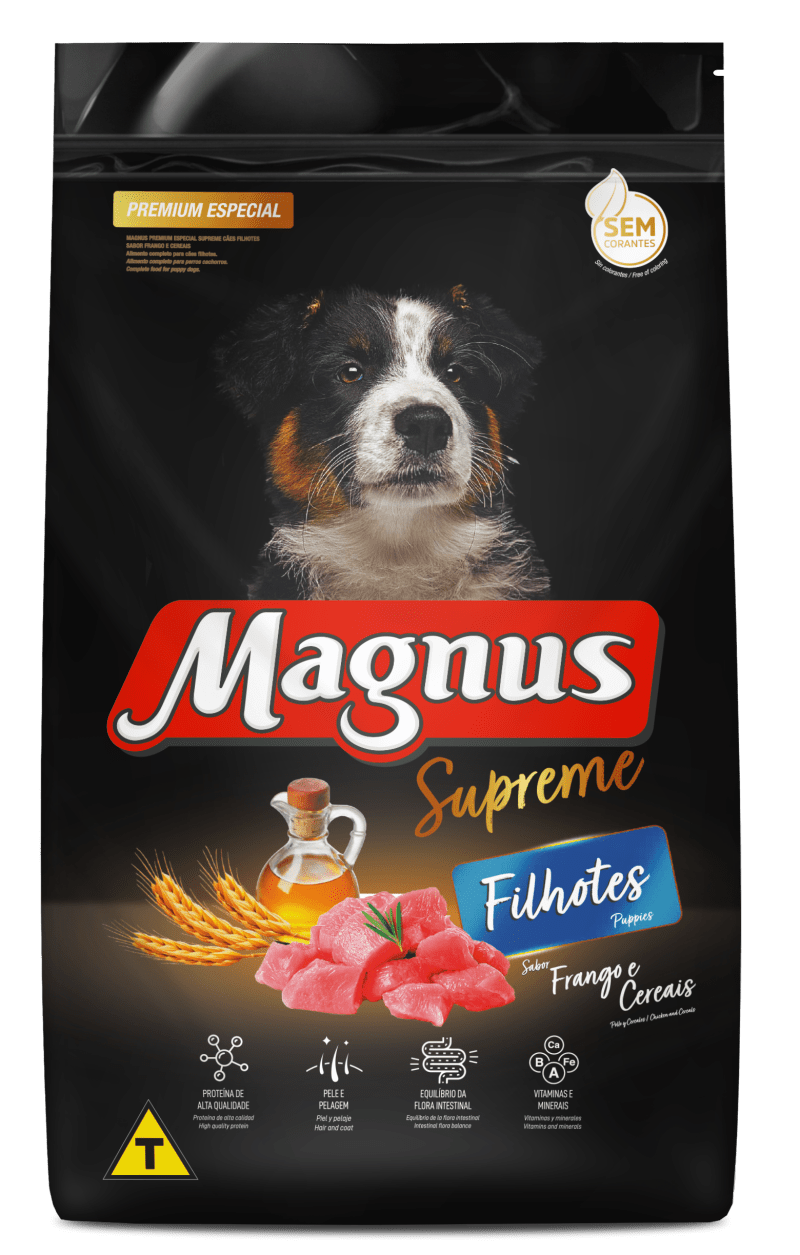 PREMIUM ESPECIAL
MAGNUS PREMIUM ESPECIAL SUPREME CÃES FILHOTES
SABOR FRANGO E CEREAIS
Alimento completo para cães filhotes.
Alimento completo para perros cachorros.
Complete food for puppy dogs.
SEM
CORANTES
Sin colorantes / Free of coloring
Magnus
Supreme
Filhotes
Puppies
Sabor
Frango e
Cereais
Pollo y Cereales / Chicken and Cereals
PROTEÍNA DE
ALTA QUALIDADE
Proteína de alta calidad
High quality protein
PELE E
PELAGEM
Piel y pelaje
Hair and coat
EQUILÍBRIO DA
FLORA INTESTINAL
Equilibrio de la flora intestinal
Intestinal flora balance
Ca
B
Fe
A
VITAMINAS E
MINERAIS
Vitaminas y minerales
Vitamins and minerals
T